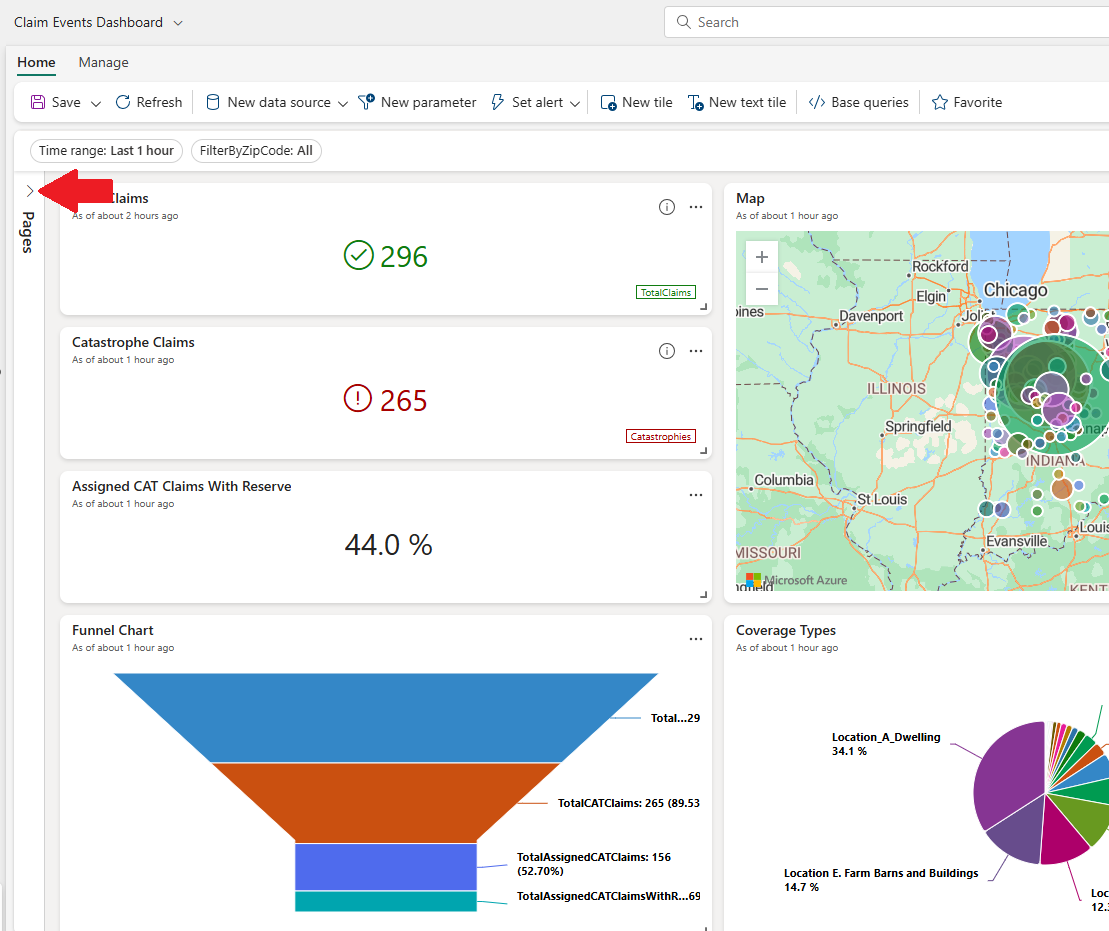 Claim Events Dashboard
Search
Home Manage
Save Refresh New data source New parameter Set alert New tile New text tile Base queries Favorite
Time range: Last 1 hour FilterByZipCode: All
Pages
Claims
As of about 2 hours ago
296
TotalClaims
Catastrophe Claims
As of about 1 hour ago
265
Catastrophies
Assigned CAT Claims With Reserve
As of about 1 hour ago
44.0 %
Funnel Chart
As of about 1 hour ago
Total...29
TotalCATClaims: 265 (89.53
TotalAssignedCATClaims: 156
(52.70%)
TotalAssignedCATClaimsWithR...69
Map
As of about 1 hour ago
+
−
Rockford
Elgin
Chicago
Davenport
ILLINOIS
Springfield
INDIANA
Columbia
St Louis
Evansville
MISSOURI
Microsoft Azure
Coverage Types
As of about 1 hour ago
Location_A_Dwelling
34.1 %
Location E. Farm Barns and Buildings
14.7 %
Loc
12.3